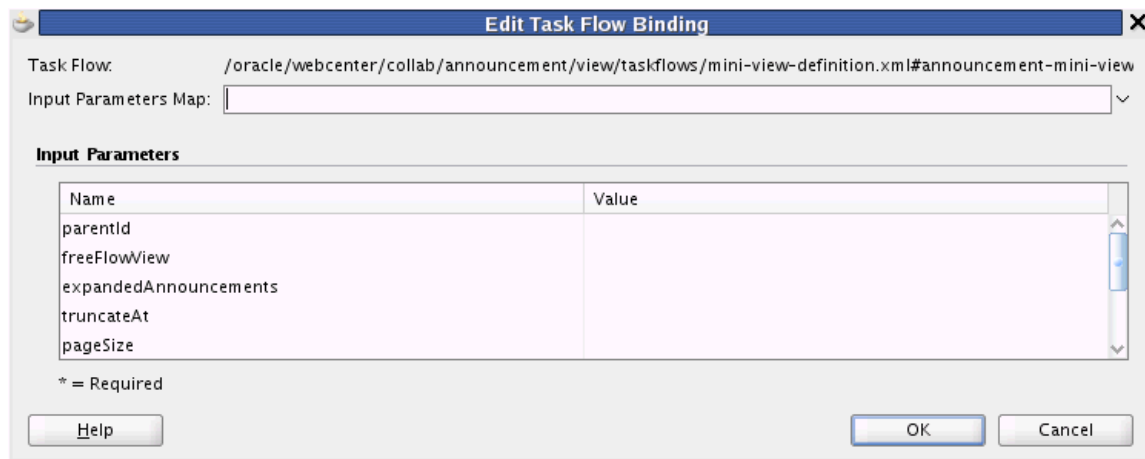 Edit Task Flow Binding
Task Flow: /oracle/webcenter/collab/announcement/view/taskflows/mini-view-definition.xml#announcement-mini-view
Input Parameters Map:
Input Parameters
Name Value
parentId
freeFlowView
expandedAnnouncements
truncateAt
pageSize
* = Required
Help OK Cancel